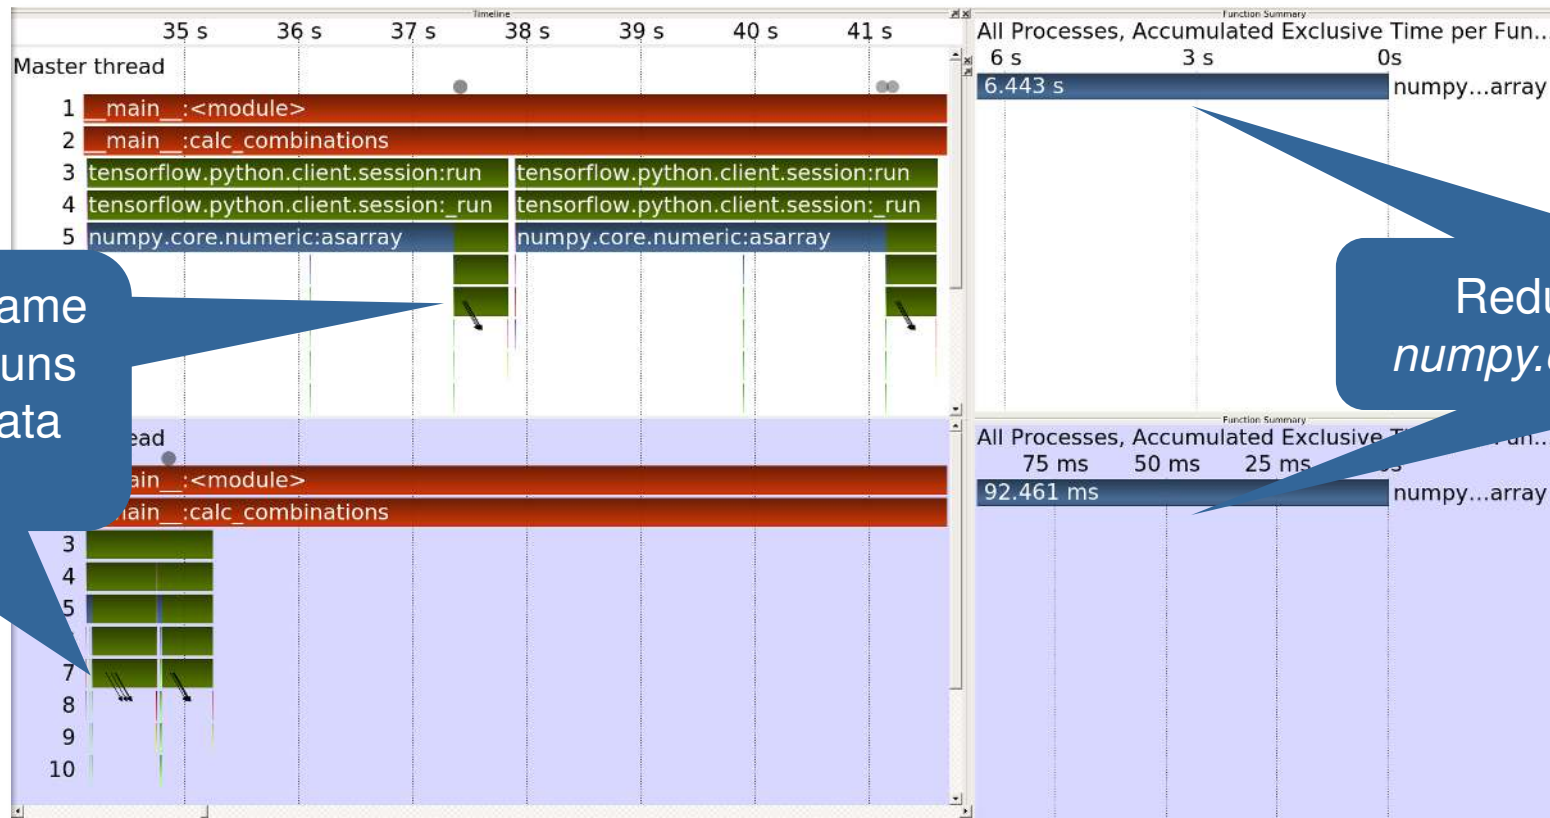 Timeline
35 s 36 s 37 s 38 s 39 s 40 s 41 s
Master thread
1 __main__:<module>
2 __main__:calc_combinations
3 tensorflow.python.client.session:run tensorflow.python.client.session:run
4 tensorflow.python.client.session:_run tensorflow.python.client.session:_run
5 numpy.core.numeric:asarray numpy.core.numeric:asarray
Function Summary
All Processes, Accumulated Exclusive Time per Fun...
6 s 3 s 0s
6.443 s numpy...array
ame
uns
ata
Redu
numpy.
ead
ain__:<module>
ain__:calc_combinations
3
4
5
7
8
9
10
Function Summary
All Processes, Accumulated Exclusive
75 ms 50 ms 25 ms
92.461 ms numpy...array